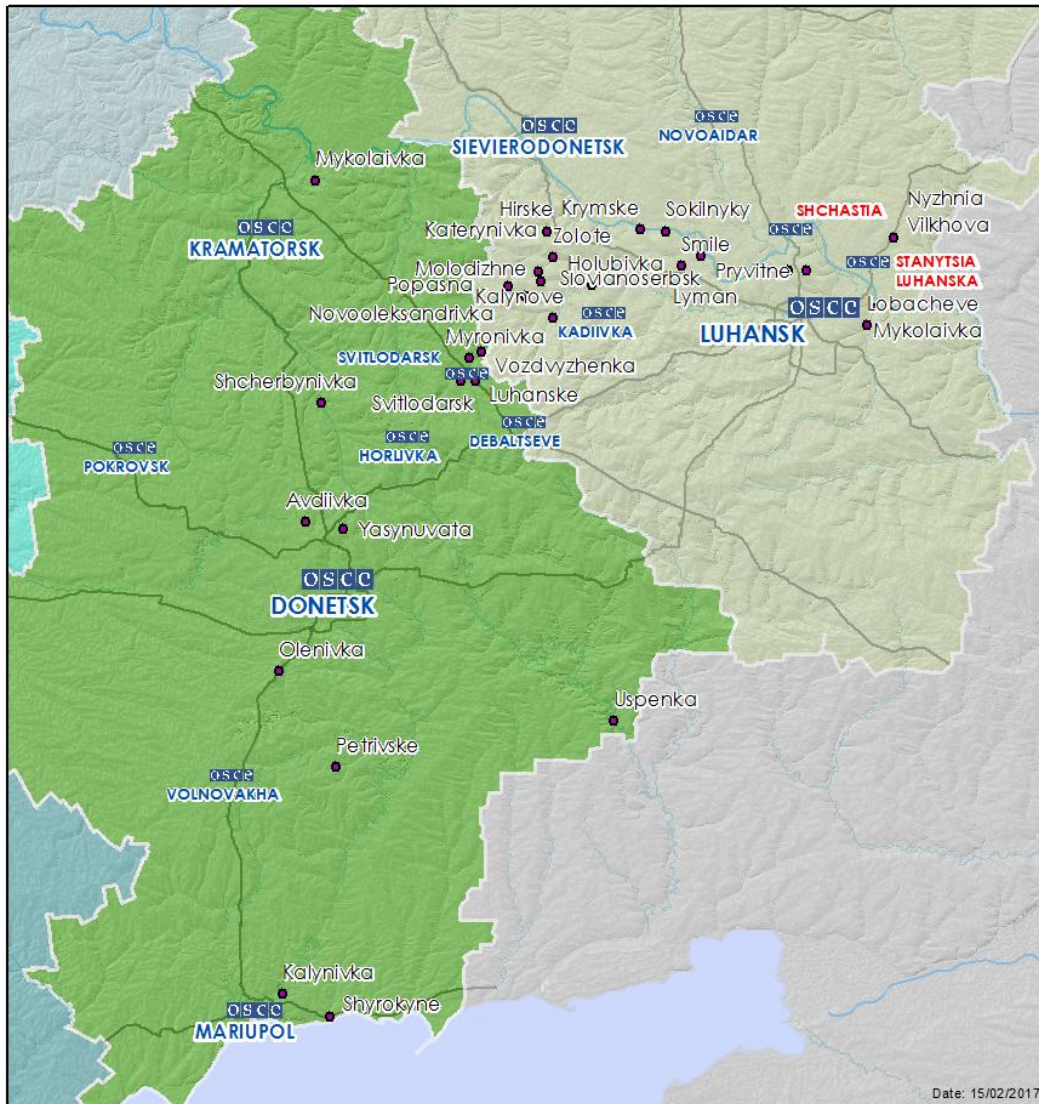 Mykolaivka
OSCE
KRAMATORSK
OSCE
SIEVIERODONETSK
OSCE
NOVOAIDAR
Hirske
Krymske
Sokilnyky
Katerynivka
Zolote
OSCE
SHCHASTIA
Nyzhnia
Vilkhova
Smile
Molodizhne
Holubivka
Pryvitne
OSCE
STANYTSIA
LUHANSKA
Popasna
Slovianoserbsk
Kalynove
Lyman
Novooleksandrivka
OSCE
KADIIVKA
OSCE
LUHANSK
Lobacheve
Mykolaivka
Myronivka
SVITLODARSK
OSCE
Vozdvyzhenka
Shcherbynivka
Svitlodarsk
Luhanske
OSCE
DEBALTSEVE
OSCE
HORLIVKA
OSCE
POKROVSK
Avdiivka
Yasynuvata
OSCE
DONETSK
Olenivka
Uspenka
Petrivske
OSCE
VOLNOVAKHA
Kalynivka
Shyrokyne
OSCE
MARIUPOL
Date: 15/02/2017